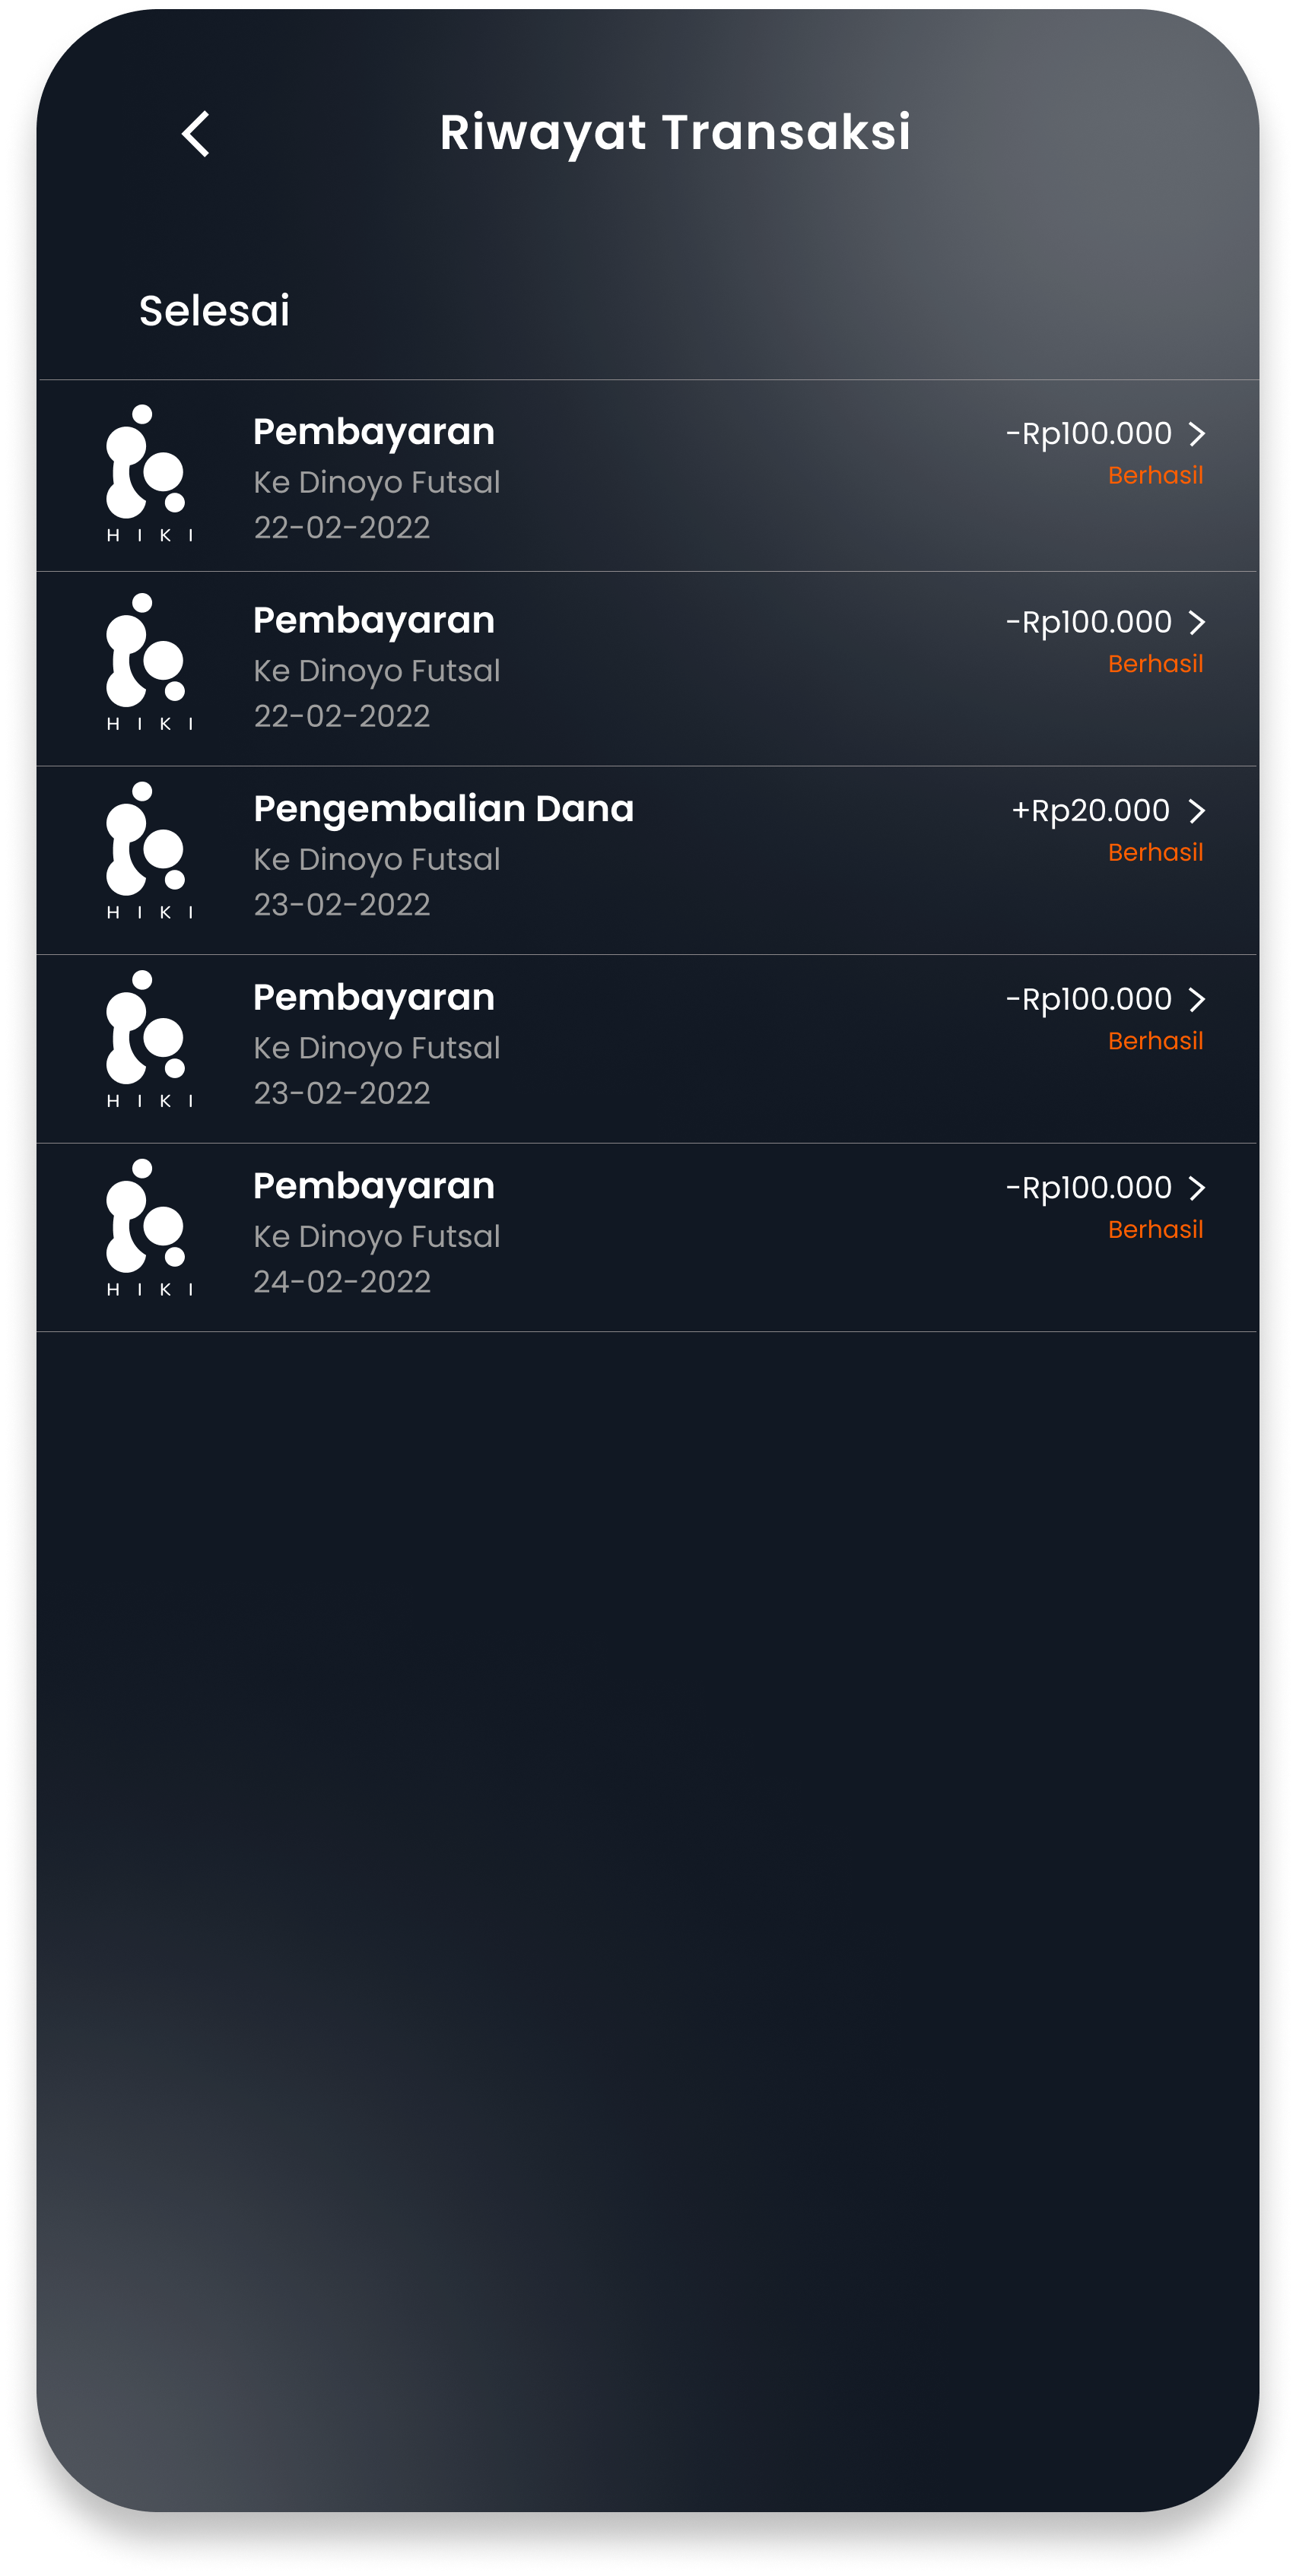 Riwayat Transaksi
Selesai
Pembayaran
-Rp100.000
Ke Dinoyo Futsal
Berhasil
22-02-2022
HIKI
Pembayaran
-Rp100.000
Ke Dinoyo Futsal
Berhasil
22-02-2022
HIKI
Pengembalian Dana
+Rp20.000
Ke Dinoyo Futsal
Berhasil
23-02-2022
HIKI
Pembayaran
-Rp100.000
Ke Dinoyo Futsal
Berhasil
23-02-2022
HIKI
Pembayaran
-Rp100.000
Ke Dinoyo Futsal
Berhasil
24-02-2022
HIKI